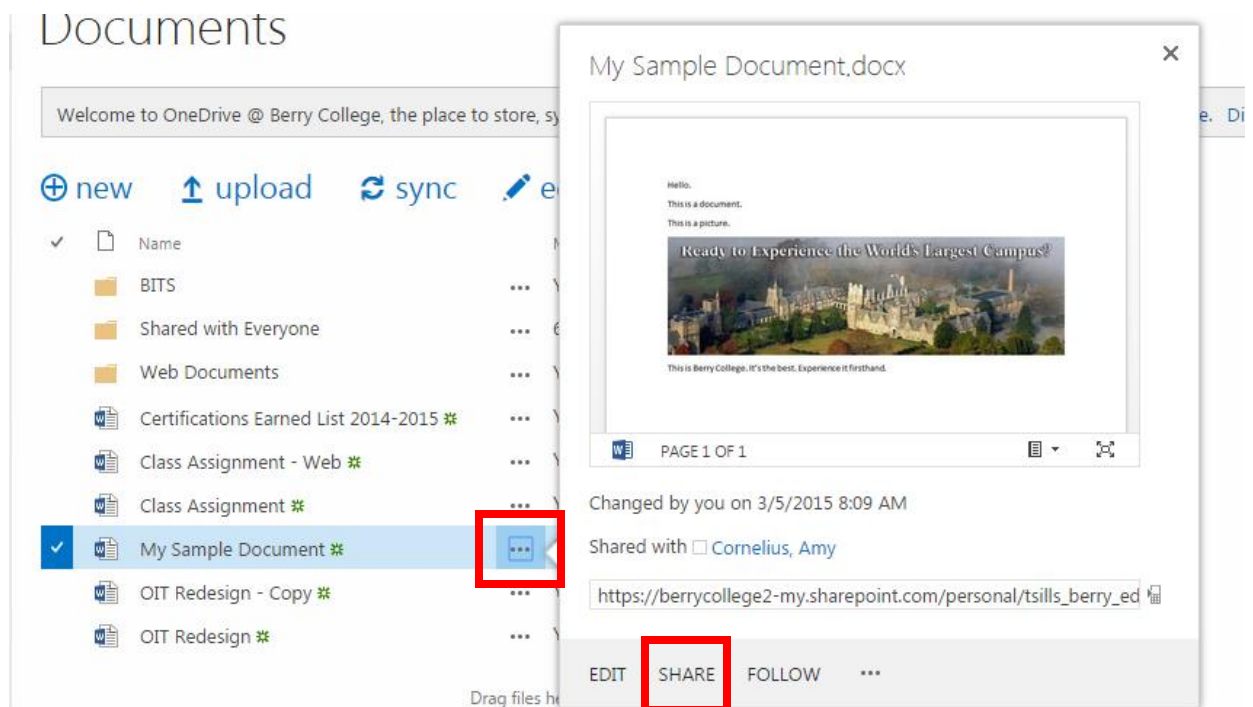 Documents
Welcome to OneDrive @ Berry College, the place to store, sy
e. Di
new upload sync e
Name
BITS ...
Shared with Everyone ... 6
Web Documents ...
Certifications Earned List 2014-2015 ...
Class Assignment - Web ...
Class Assignment ...
My Sample Document ...
OIT Redesign - Copy ...
OIT Redesign ...
Drag files he
My Sample Document.docx
Hello.
This is a document.
This is a picture.
Ready to Experience the World's Largest Campus?
This is Berry College. It's the best. Experience it firsthand.
PAGE 1 OF 1
Changed by you on 3/5/2015 8:09 AM
Shared with Cornelius, Amy
https://berrycollege2-my.sharepoint.com/personal/tsills_berry_ed
EDIT SHARE FOLLOW ...